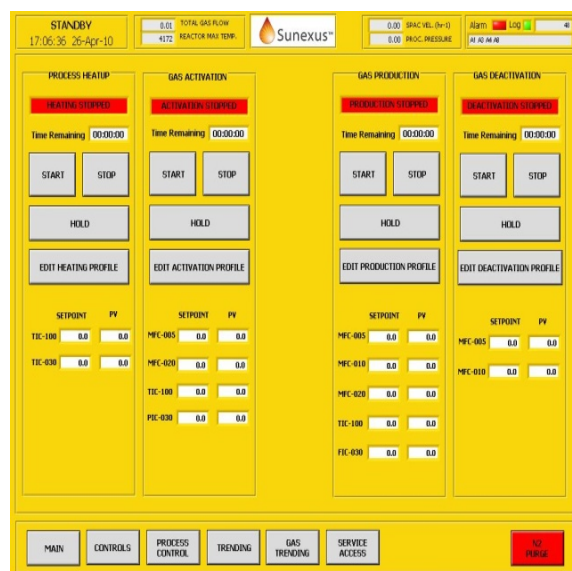 STANDBY
17:06:36 26-Apr-10
0.01 TOTAL GAS FLOW
4172 REACTOR MAX TEMP.
Sunexus™
0.00 SPAC VEL. (hr-1)
0.00 PROC. PRESSURE
Alarm Log 40
PROCESS HEATUP
HEATING STOPPED
Time Remaining 00:00:00
START STOP
HOLD
EDIT HEATING PROFILE
SETPOINT PV
TIC-100 0.0 0.0
TIC-030 0.0 0.0
GAS ACTIVATION
ACTIVATION STOPPED
Time Remaining 00:00:00
START STOP
HOLD
EDIT ACTIVATION PROFILE
SETPOINT PV
MFC-005 0.0 0.0
MFC-020 0.0 0.0
TIC-100 0.0 0.0
PIC-030 0.0 0.0
GAS PRODUCTION
PRODUCTION STOPPED
Time Remaining 00:00:00
START STOP
HOLD
EDIT PRODUCTION PROFILE
SETPOINT PV
MFC-005 0.0 0.0
MFC-010 0.0 0.0
MFC-020 0.0 0.0
TIC-100 0.0 0.0
FIC-030 0.0 0.0
GAS DEACTIVATION
DEACTIVATION STOPPED
Time Remaining 00:00:00
START STOP
HOLD
EDIT DEACTIVATION PROFILE
SETPOINT PV
MFC-005 0.0 0.0
MFC-010 0.0 0.0
MAIN
CONTROLS
PROCESS
CONTROL
TRENDING
GAS
TRENDING
SERVICE
ACCESS
N2
PURGE